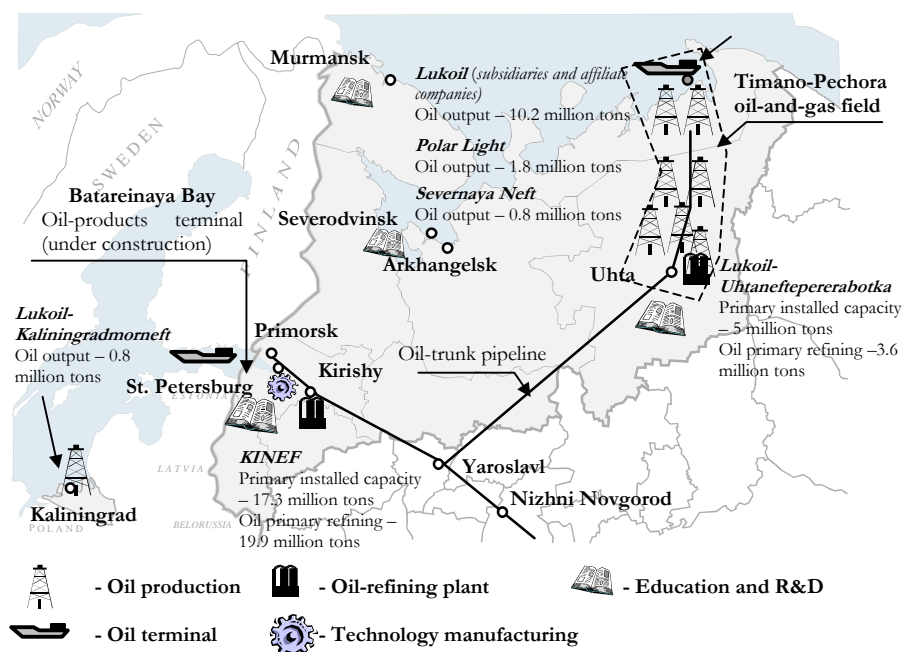 NORWAY
SWEDEN
FINLAND
Murmansk
Lukoil (subsidiaries and affiliate
companies)
Oil output – 10.2 million tons
Polar Light
Oil output – 1.8 million tons
Severnaya Neft
Oil output – 0.8 million tons
Timano-Pechora
oil-and-gas field
Batareinaya Bay
Oil-products terminal
(under construction)
Severodvinsk
Arkhangelsk
Uhta
Lukoil-
Uhtaneftepererabotka
Primary installed capacity
– 5 million tons
Oil primary refining –3.6
million tons
Lukoil-
Kaliningradmorneft
Oil output – 0.8
million tons
Primorsk
Oil-trunk pipeline
St. Petersburg
Kirishy
ESTONIA
KINEF
Primary installed capacity
– 17.3 million tons
Oil primary refining –
19.9 million tons
Yaroslavl
Nizhni Novgorod
LATVIA
Kaliningrad
POLAND
BELORUSSIA
- Oil production
- Oil-refining plant
- Education and R&D
- Oil terminal
- Technology manufacturing